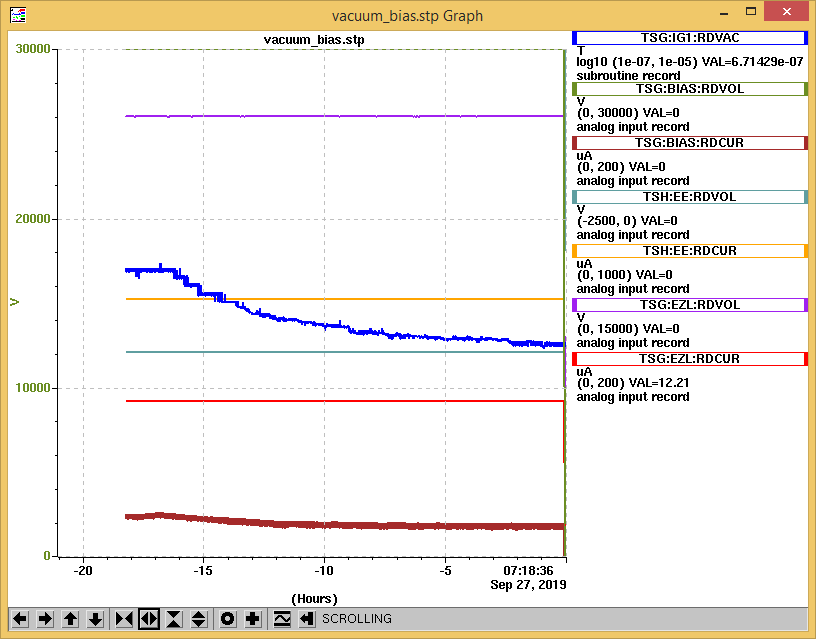 vacuum_bias.stp Graph
vacuum_bias.stp
30000
20000
V
10000
0
-20
-15
-10
-5
07:18:36
Sep 27, 2019
(Hours)
TSG:IG1:RDVAC
T
log10 (1e-07, 1e-05) VAL=6.71429e-07
subroutine record
TSG:BIAS:RDVOL
V
(0, 30000) VAL=0
analog input record
TSG:BIAS:RDCUR
uA
(0, 200) VAL=0
analog input record
TSH:EE:RDVOL
V
(-2500, 0) VAL=0
analog input record
TSH:EE:RDCUR
uA
(0, 1000) VAL=0
analog input record
TSG:EZL:RDVOL
V
(0, 15000) VAL=0
analog input record
TSG:EZL:RDCUR
uA
(0, 200) VAL=12.21
analog input record
SCROLLING